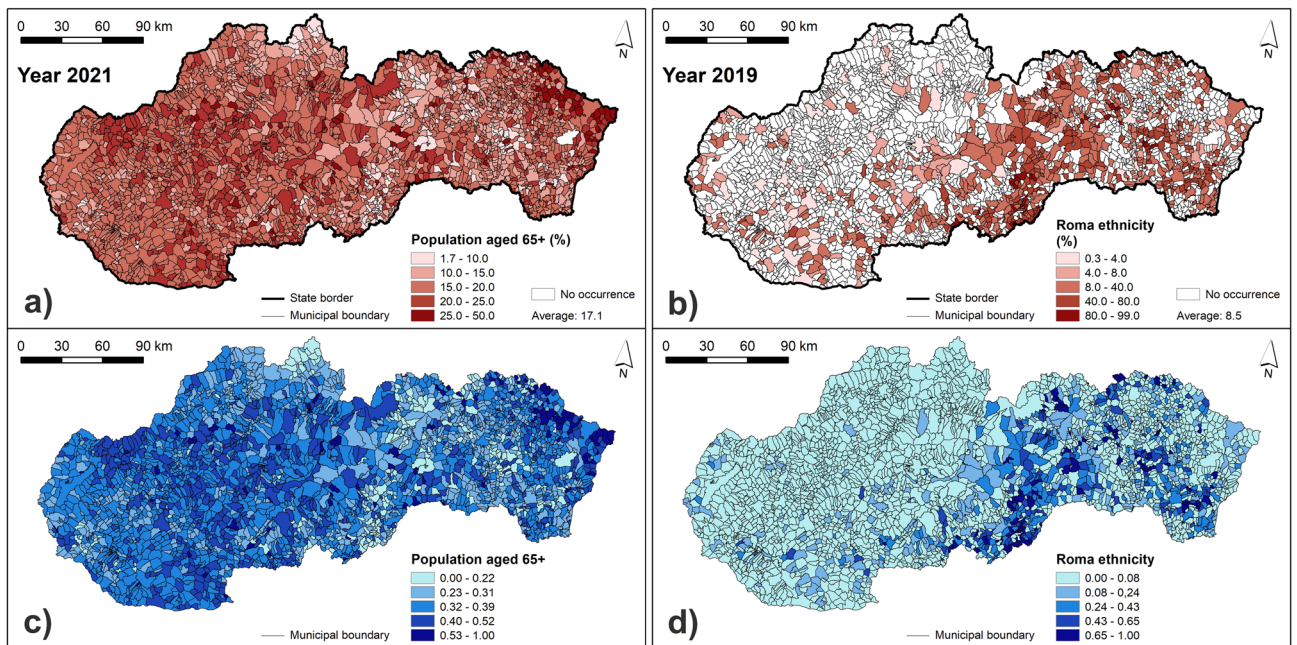 0 30 60 90 km
N
Year 2021
Population aged 65+ (%)
1.7 - 10.0
10.0 - 15.0
15.0 - 20.0
20.0 - 25.0
25.0 - 50.0
State border
Municipal boundary
No occurrence
Average: 17.1
a)
0 30 60 90 km
N
Year 2019
Roma ethnicity
(%)
0.3 - 4.0
4.0 - 8.0
8.0 - 40.0
40.0 - 80.0
80.0 - 99.0
State border
Municipal boundary
No occurrence
Average: 8.5
b)
0 30 60 90 km
N
Population aged 65+
0.00 - 0.22
0.23 - 0.31
0.32 - 0.39
0.40 - 0.52
0.53 - 1.00
Municipal boundary
c)
0 30 60 90 km
N
Roma ethnicity
0.00 - 0.08
0.08 - 0,24
0.24 - 0.43
0.43 - 0.65
0.65 - 1.00
Municipal boundary
d)